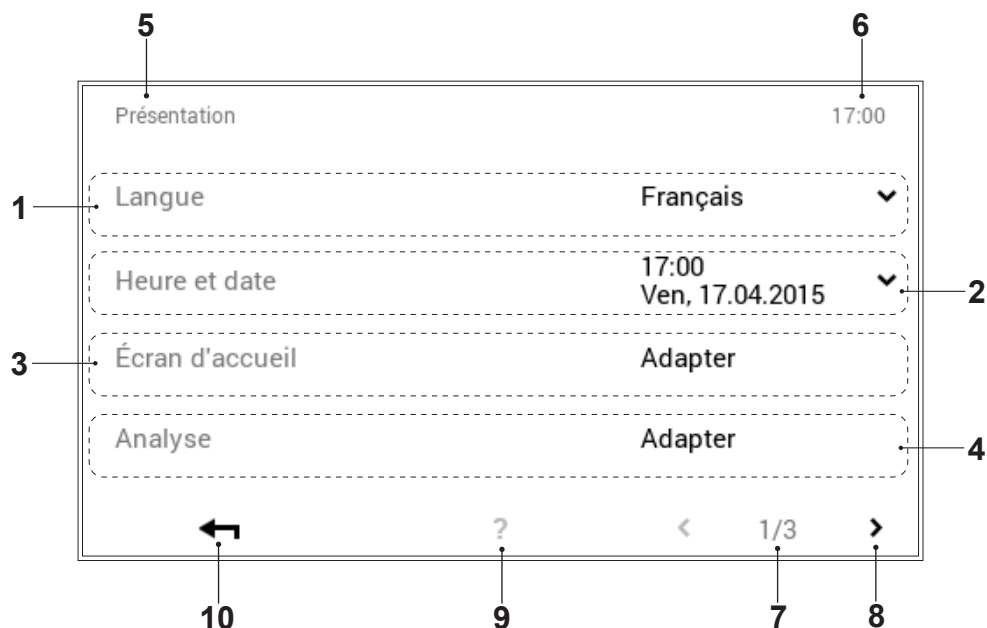 5 6
Présentation 17:00
1 Langue Français
Heure et date 17:00
Ven, 17.04.2015 2
3 Écran d'accueil Adapter
Analyse Adapter 4
? < 1/3 >
10 9 7 8